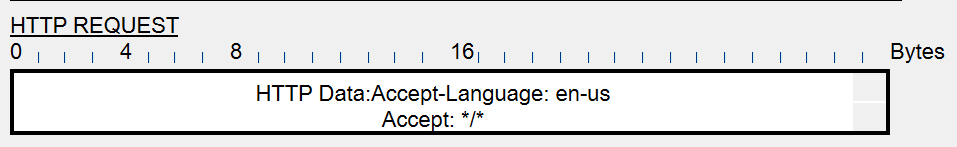 HTTP REQUEST
0 4 8 16 Bytes
HTTP Data:Accept-Language: en-us
Accept: */*